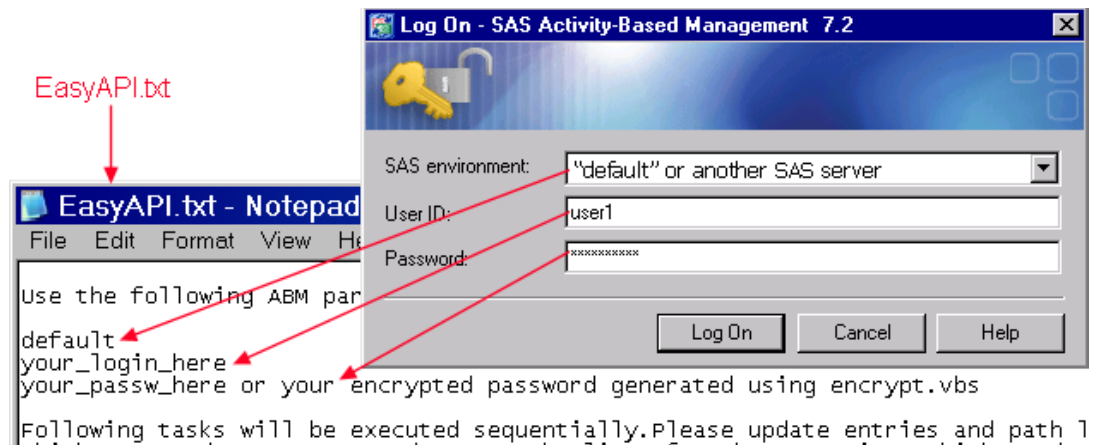 Log On - SAS Activity-Based Management 7.2
EasyAPI.txt
SAS environment:
"default" or another SAS server
User ID:
user1
Password:
××××××××××
Log On Cancel Help
EasyAPI.txt - Notepad
File Edit Format View
Use the following ABM
default
your_login_here
your_passw_here or your encrypted password generated using encrypt.vbs
Following tasks will be executed sequentially.Please update entries and path